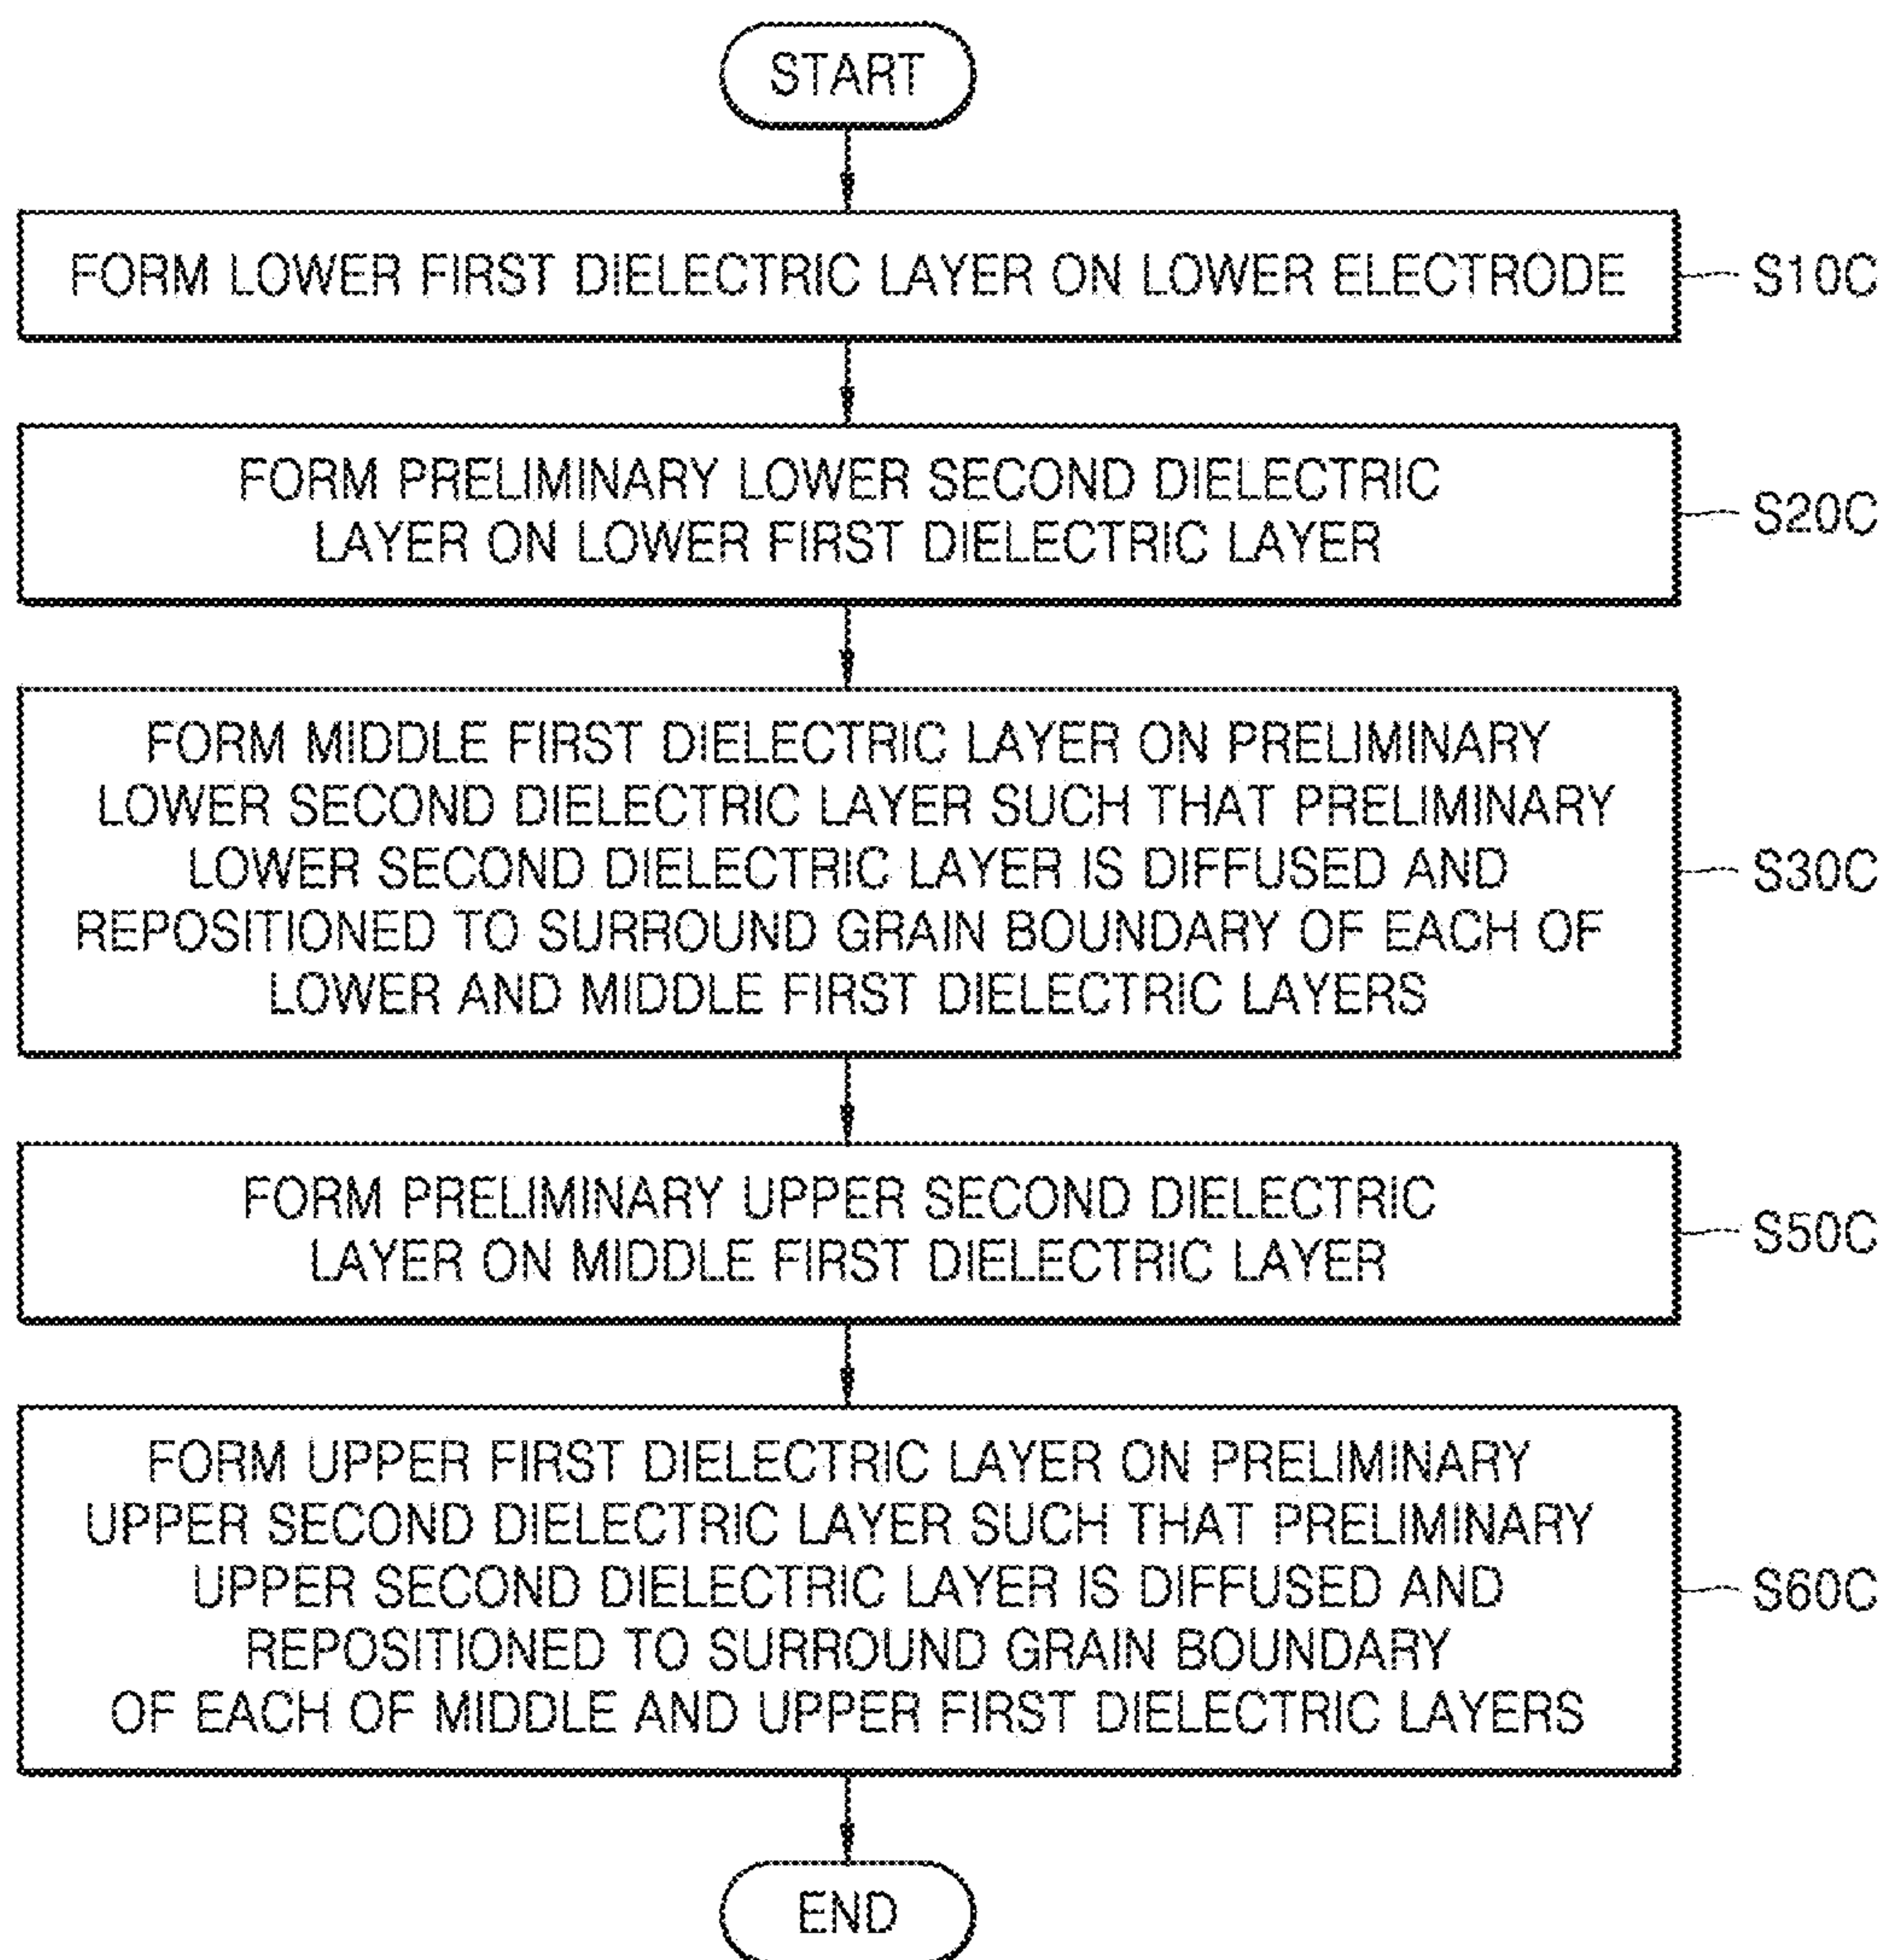 START
FORM LOWER FIRST DIELECTRIC LAYER ON LOWER ELECTRODE
S10C
FORM PRELIMINARY LOWER SECOND DIELECTRIC
LAYER ON LOWER FIRST DIELECTRIC LAYER
S20C
FORM MIDDLE FIRST DIELECTRIC LAYER ON PRELIMINARY
LOWER SECOND DIELECTRIC LAYER SUCH THAT PRELIMINARY
LOWER SECOND DIELECTRIC LAYER IS DIFFUSED AND
REPOSITIONED TO SURROUND GRAIN BOUNDARY OF EACH OF
LOWER AND MIDDLE FIRST DIELECTRIC LAYERS
S30C
FORM PRELIMINARY UPPER SECOND DIELECTRIC
LAYER ON MIDDLE FIRST DIELECTRIC LAYER
S50C
FORM UPPER FIRST DIELECTRIC LAYER ON PRELIMINARY
UPPER SECOND DIELECTRIC LAYER SUCH THAT PRELIMINARY
UPPER SECOND DIELECTRIC LAYER IS DIFFUSED AND
REPOSITIONED TO SURROUND GRAIN BOUNDARY
OF EACH OF MIDDLE AND UPPER FIRST DIELECTRIC LAYERS
S60C
END